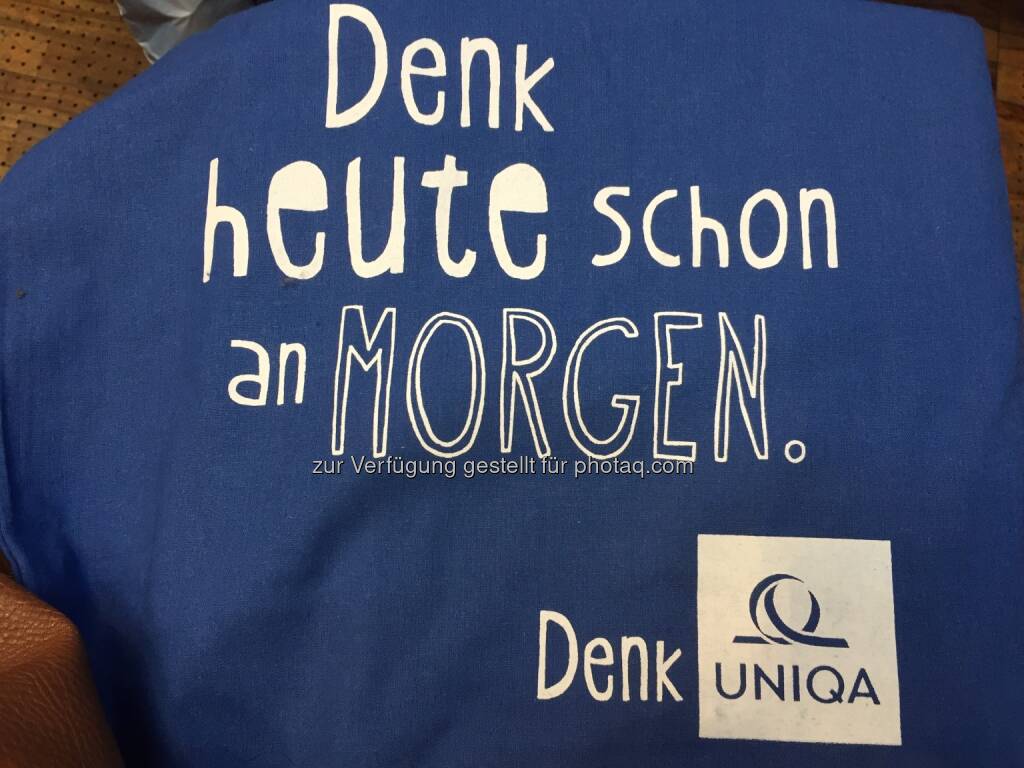 Denk
heute schon
an MORGEN.
zur Verfügung gestellt für photaq.com
Denk UNIQA